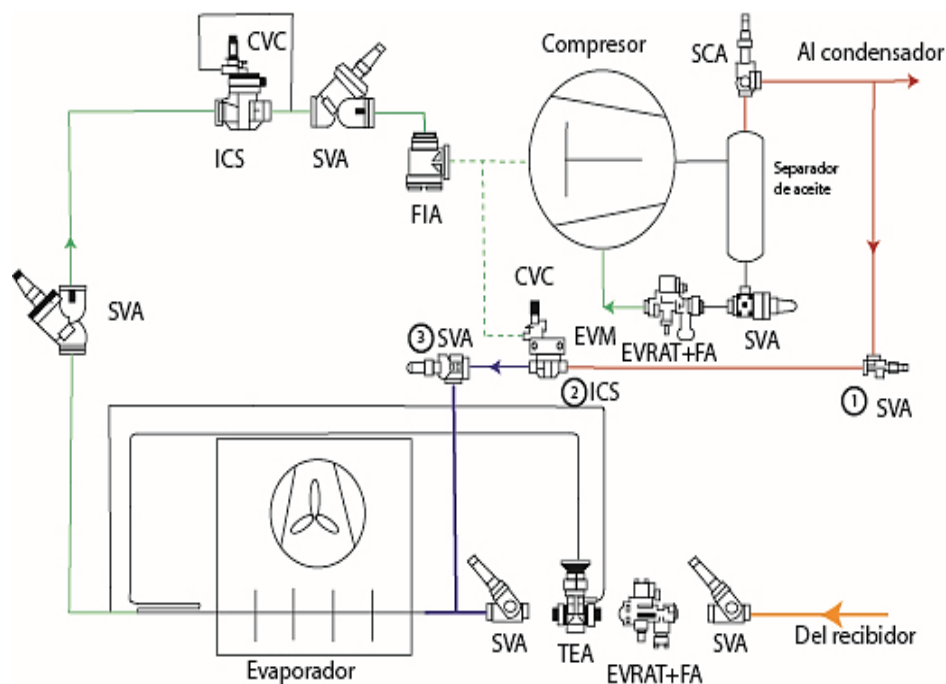 CVC
Compresor
SCA
Al condensador
ICS
SVA
FIA
Separador
de aceite
SVA
CVC
EVM
EVRAT+FA
SVA
3 SVA
2 ICS
1 SVA
Evaporador
SVA
TEA
EVRAT+FA
SVA
Del recibidor